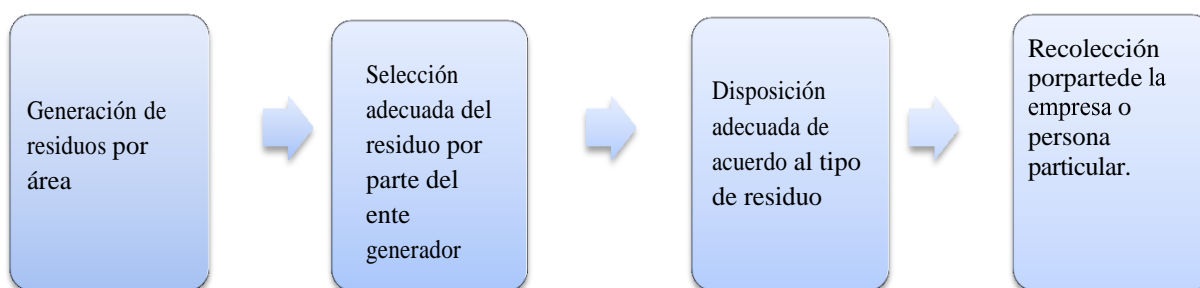 Generación de
residuos por
área
Selección
adecuada del
residuo por
parte del
ente
generador
Disposición
adecuada de
acuerdo al tipo
de residuo
Recolección
porpartede la
empresa o
persona
particular.